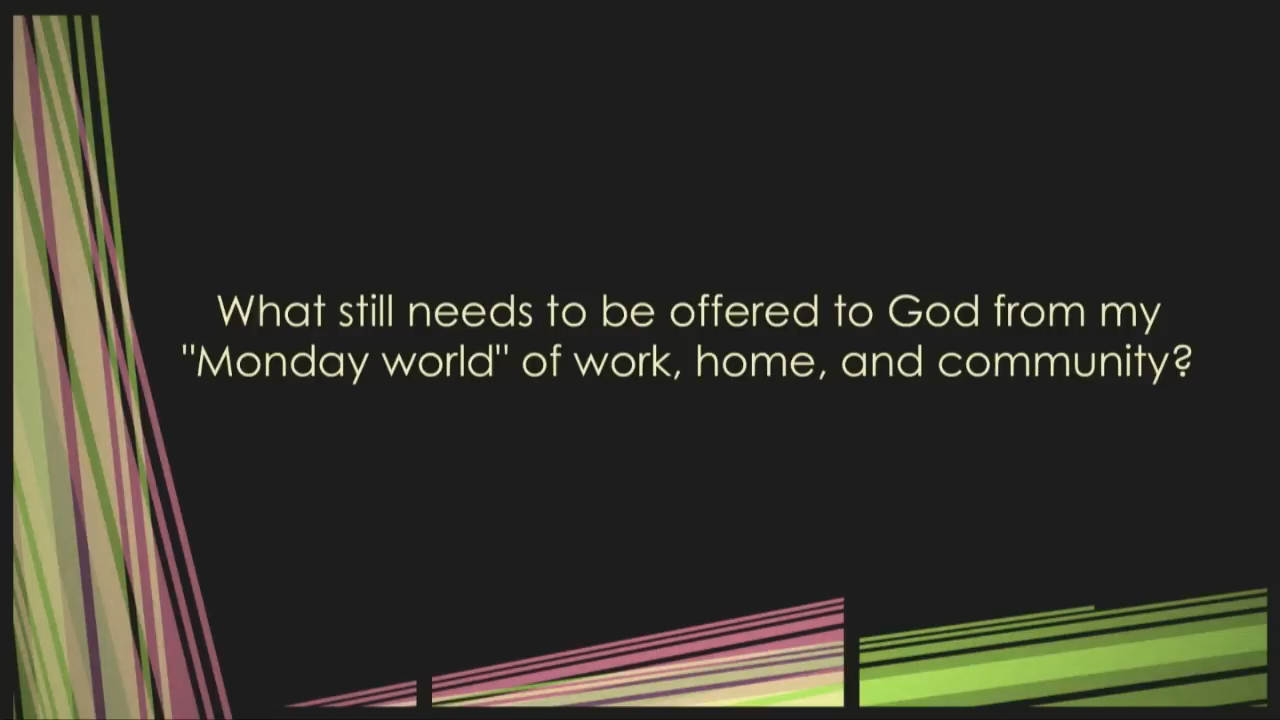 What still needs to be offered to God from my
"Monday world" of work, home, and community?